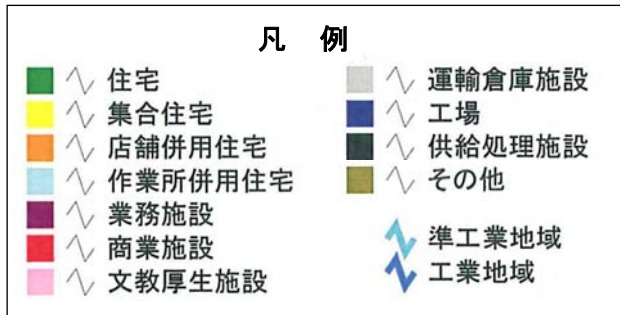 凡 例
住宅
集合住宅
店舗併用住宅
作業所併用住宅
業務施設
商業施設
文教厚生施設
運輸倉庫施設
工場
供給処理施設
その他
準工業地域
工業地域